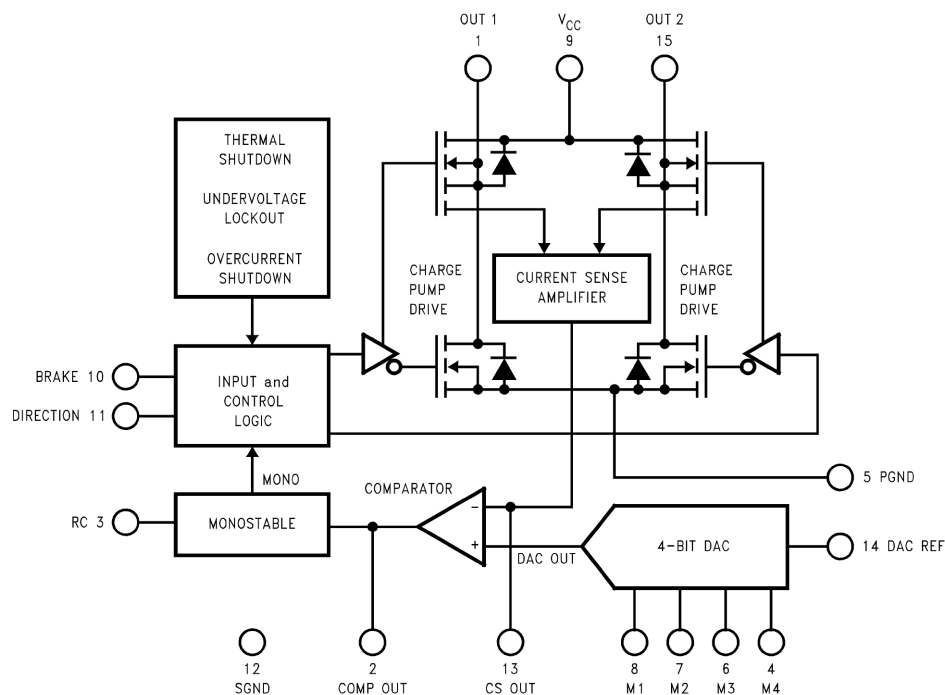 OUT 1
1
VCC
9
OUT 2
15
THERMAL
SHUTDOWN
UNDERVOLTAGE
LOCKOUT
OVERCURRENT
SHUTDOWN
CHARGE
PUMP
DRIVE
CURRENT SENSE
AMPLIFIER
CHARGE
PUMP
DRIVE
BRAKE 10
DIRECTION 11
INPUT and
CONTROL
LOGIC
MONO
COMPARATOR
5 PGND
RC 3
MONOSTABLE
-
+
DAC OUT
4-BIT DAC
14 DAC REF
12
SGND
2
COMP OUT
13
CS OUT
8
M1
7
M2
6
M3
4
M4